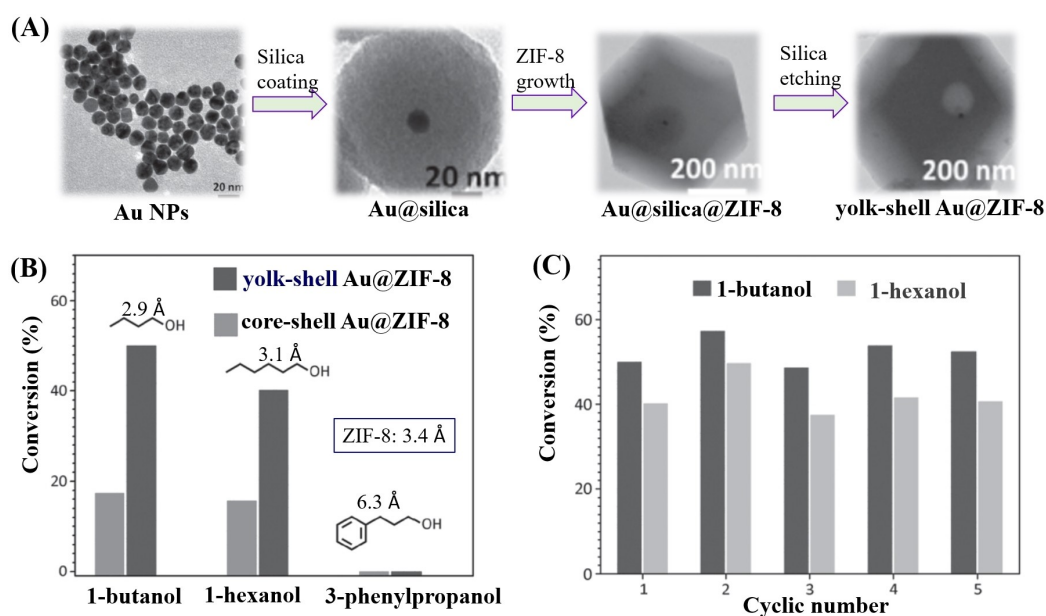 (A)
Silica
coating
ZIF-8
growth
Silica
etching
20 nm
20 nm
200 nm
200 nm
Au NPs
Au@silica
Au@silica@ZIF-8
yolk-shell Au@ZIF-8
(B)
Conversion (%)
60
40
20
0
yolk-shell Au@ZIF-8
core-shell Au@ZIF-8
2.9 Å
OH
3.1 Å
OH
ZIF-8: 3.4 Å
6.3 Å
OH
1-butanol 1-hexanol 3-phenylpropanol
(C)
Conversion (%)
60
40
20
0
1-butanol 1-hexanol
1 2 3 4 5
Cyclic number